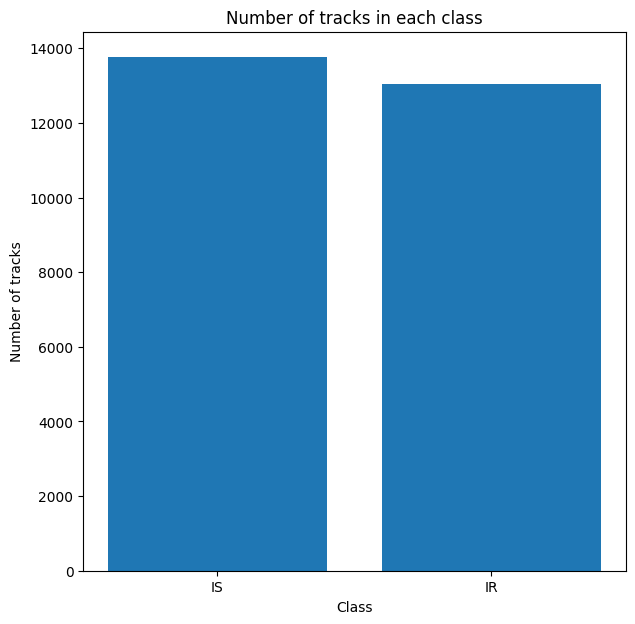 Number of tracks in each class
14000
12000
10000
8000
6000
4000
2000
0
Number of tracks
IS
IR
Class